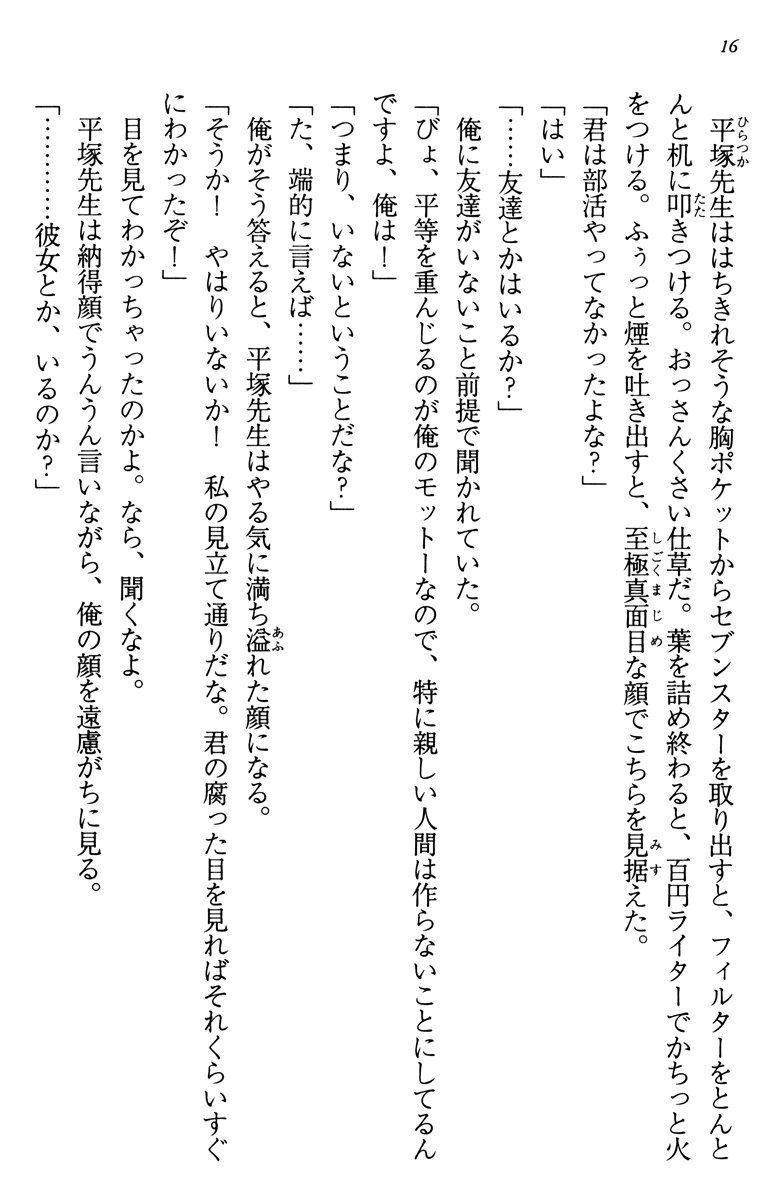 16
平塚先生ははちきれそうな胸ポケットからセブンスターを取り出すと、フィルターをとんと
んと机に叩きつける。おっさんくさい仕草だ。葉を詰め終わると、百円ライターでかちっと火
をつける。ふぅっと煙を吐き出すと、至極真面目な顔でこちらを見据えた。
「君は部活やってなかったよな？」
「はい」
「……友達とかはいるか？」
俺に友達がいないこと前提で聞かれていた。
「びょ、平等を重んじるのが俺のモットーなので、特に親しい人間は作らないことにしてるん
ですよ、俺は！」
「つまり、いないということだな？」
「た、端的に言えば……」
俺がそう答えると、平塚先生はやる気に満ち溢れた顔になる。
「そうか！　やはりいないか！　私の見立て通りだな。君の腐った目を見ればそれくらいすぐ
にわかったぞ！」
目を見てわかっちゃったのかよ。なら、聞くなよ。
平塚先生は納得顔でうんうん言いながら、俺の顔を遠慮がちに見る。
「…………彼女とか、いるのか？」